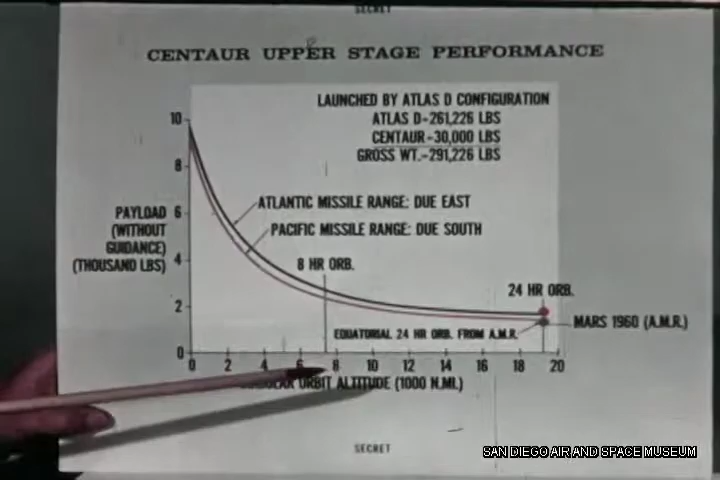 SECRET
CENTAUR UPPER STAGE PERFORMANCE
LAUNCHED BY ATLAS D CONFIGURATION
ATLAS D-261,226 LBS
CENTAUR-30,000 LBS
GROSS WT.-291,226 LBS
10
8
6
4
2
0
PAYLOAD
(WITHOUT
GUIDANCE)
(THOUSAND LBS)
ATLANTIC MISSILE RANGE: DUE EAST
PACIFIC MISSILE RANGE: DUE SOUTH
8 HR ORB.
24 HR ORB.
MARS 1960 (A.M.R.)
EQUATORIAL 24 HR ORB. FROM A.M.R.
0 2 4 6 8 10 12 14 16 18 20
ORBIT ALTITUDE (1000 N.MI.)
SECRET
SAN DIEGO AIR AND SPACE MUSEUM